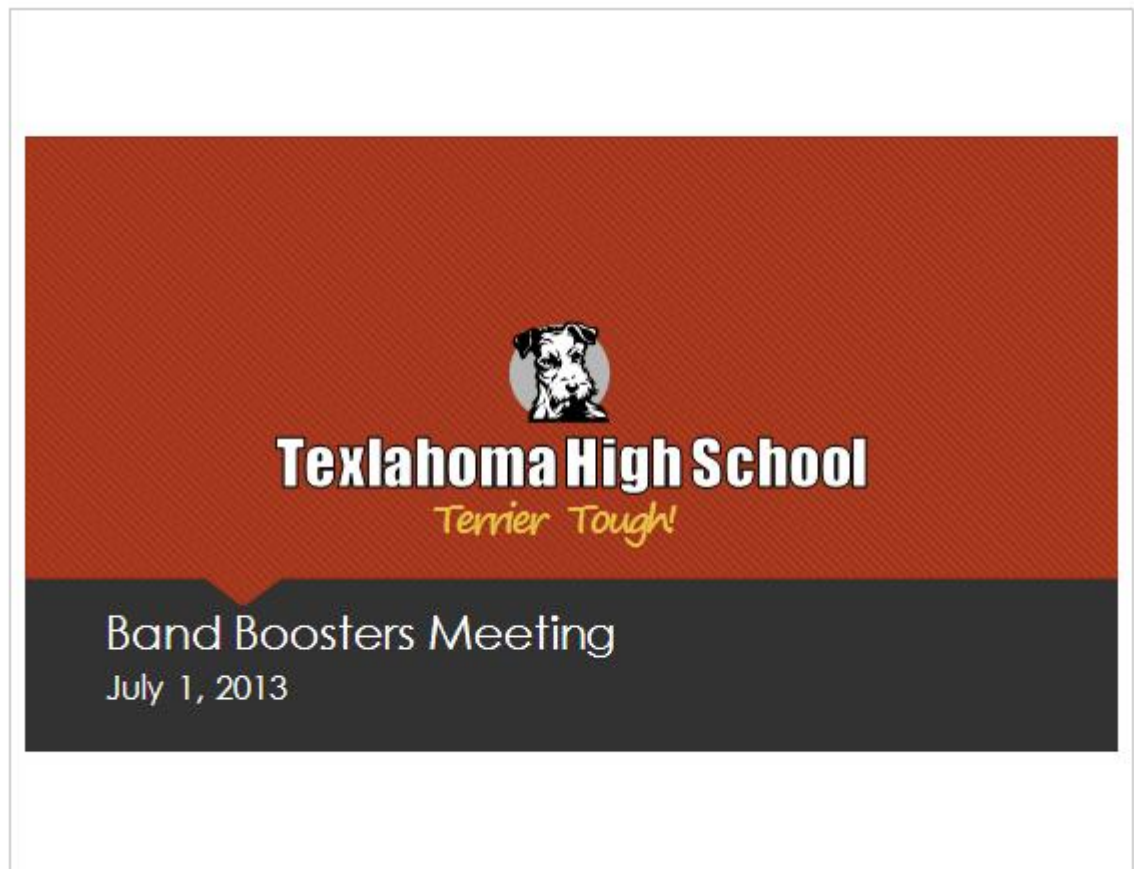 Texlahoma High School
Terrier Tough!
Band Boosters Meeting
July 1, 2013